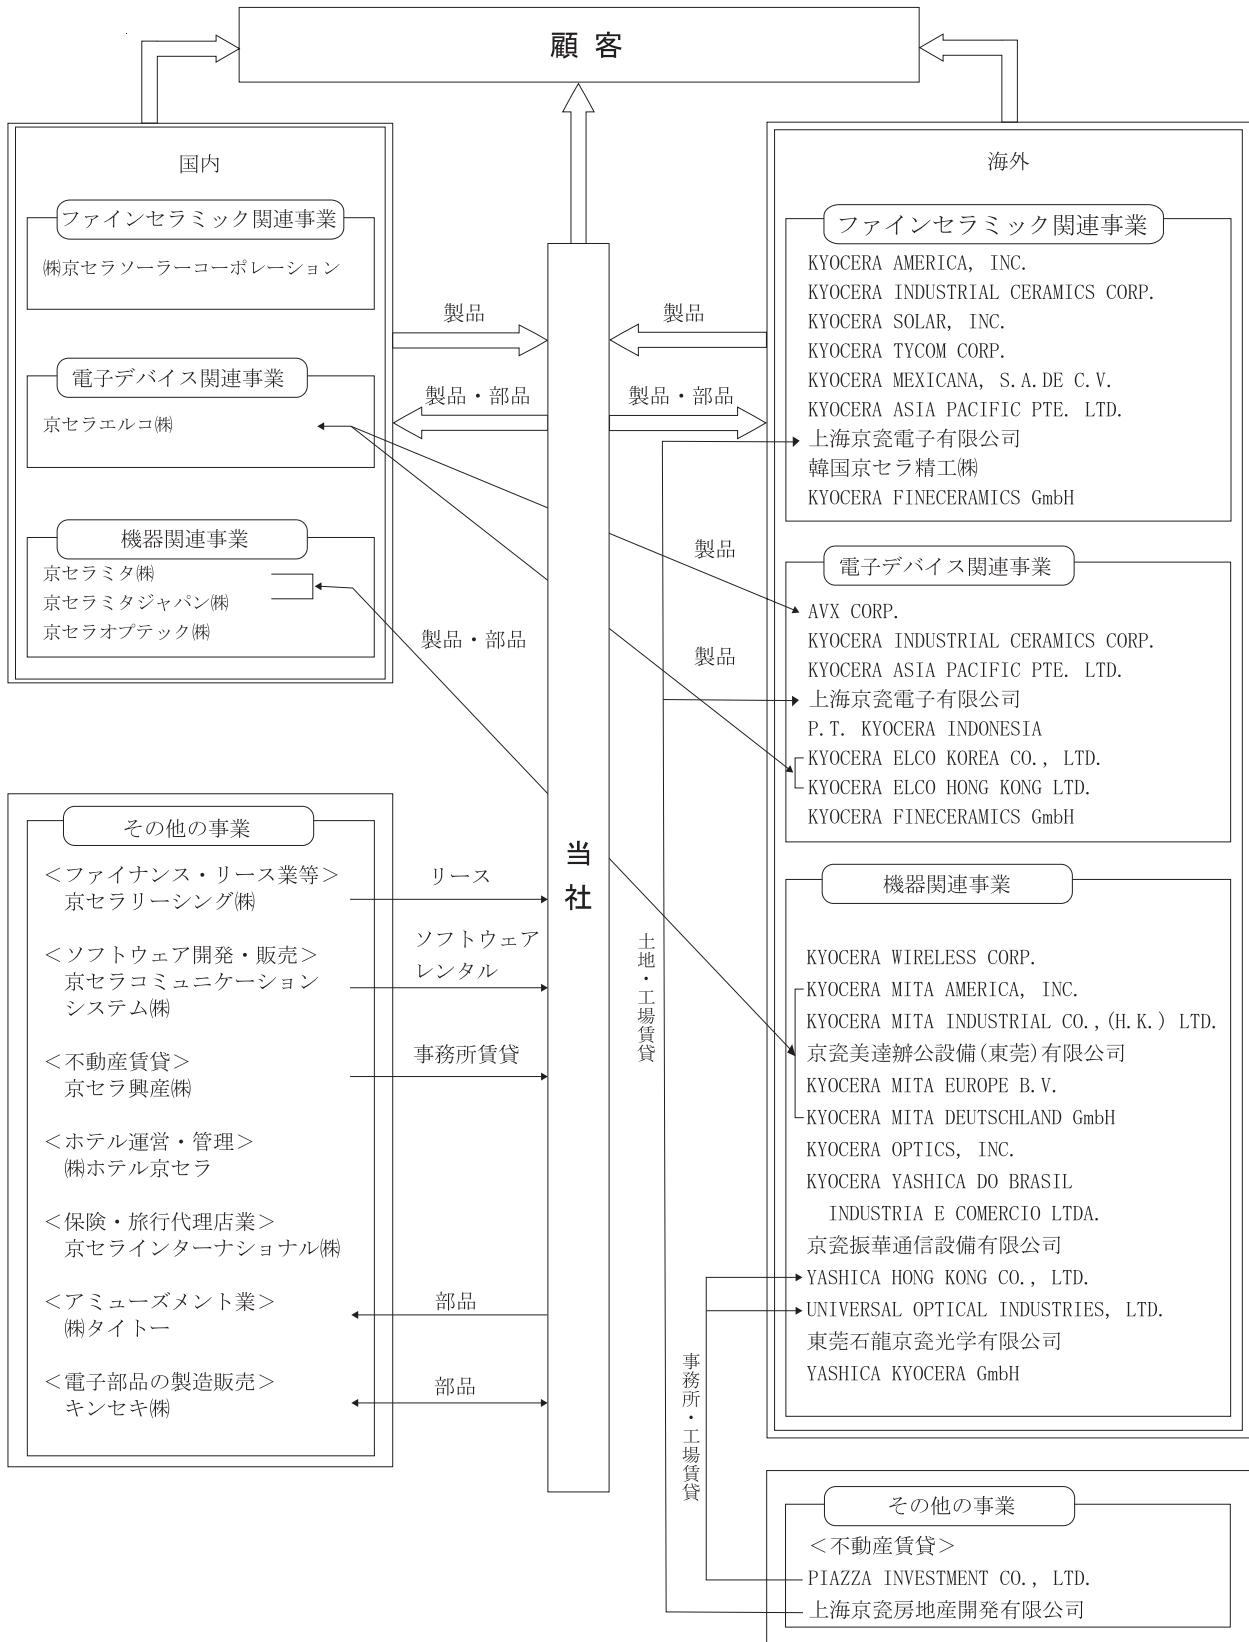 顧客
国内
ファインセラミック関連事業
㈱京セラソーラーコーポレーション
電子デバイス関連事業
京セラエルコ㈱
機器関連事業
京セラミタ㈱
京セラミタジャパン㈱
京セラオプテック㈱
その他の事業
＜ファイナンス・リース業等＞
京セラリーシング㈱
＜ソフトウェア開発・販売＞
京セラコミュニケーション
システム㈱
＜不動産賃貸＞
京セラ興産㈱
＜ホテル運営・管理＞
㈱ホテル京セラ
＜保険・旅行代理店業＞
京セラインターナショナル㈱
＜アミューズメント業＞
㈱タイトー
＜電子部品の製造販売＞
キンセキ㈱
製品
製品・部品
製品・部品
リース
ソフトウェア
レンタル
事務所賃貸
部品
部品
当社
製品
製品・部品
製品
製品
土地・工場賃貸
事務所・工場賃貸
海外
ファインセラミック関連事業
KYOCERA AMERICA, INC.
KYOCERA INDUSTRIAL CERAMICS CORP.
KYOCERA SOLAR, INC.
KYOCERA TYCOM CORP.
KYOCERA MEXICANA, S.A.DE C.V.
KYOCERA ASIA PACIFIC PTE. LTD.
上海京瓷電子有限公司
韓国京セラ精工㈱
KYOCERA FINECERAMICS GmbH
電子デバイス関連事業
AVX CORP.
KYOCERA INDUSTRIAL CERAMICS CORP.
KYOCERA ASIA PACIFIC PTE. LTD.
上海京瓷電子有限公司
P.T. KYOCERA INDONESIA
KYOCERA ELCO KOREA CO., LTD.
KYOCERA ELCO HONG KONG LTD.
KYOCERA FINECERAMICS GmbH
機器関連事業
KYOCERA WIRELESS CORP.
KYOCERA MITA AMERICA, INC.
KYOCERA MITA INDUSTRIAL CO.,(H.K.) LTD.
京瓷美達辦公設備(東莞)有限公司
KYOCERA MITA EUROPE B.V.
KYOCERA MITA DEUTSCHLAND GmbH
KYOCERA OPTICS, INC.
KYOCERA YASHICA DO BRASIL
INDUSTRIA E COMERCIO LTDA.
京瓷振華通信設備有限公司
YASHICA HONG KONG CO., LTD.
UNIVERSAL OPTICAL INDUSTRIES, LTD.
東莞石龍京瓷光学有限公司
YASHICA KYOCERA GmbH
その他の事業
＜不動産賃貸＞
PIAZZA INVESTMENT CO., LTD.
上海京瓷房地産開発有限公司